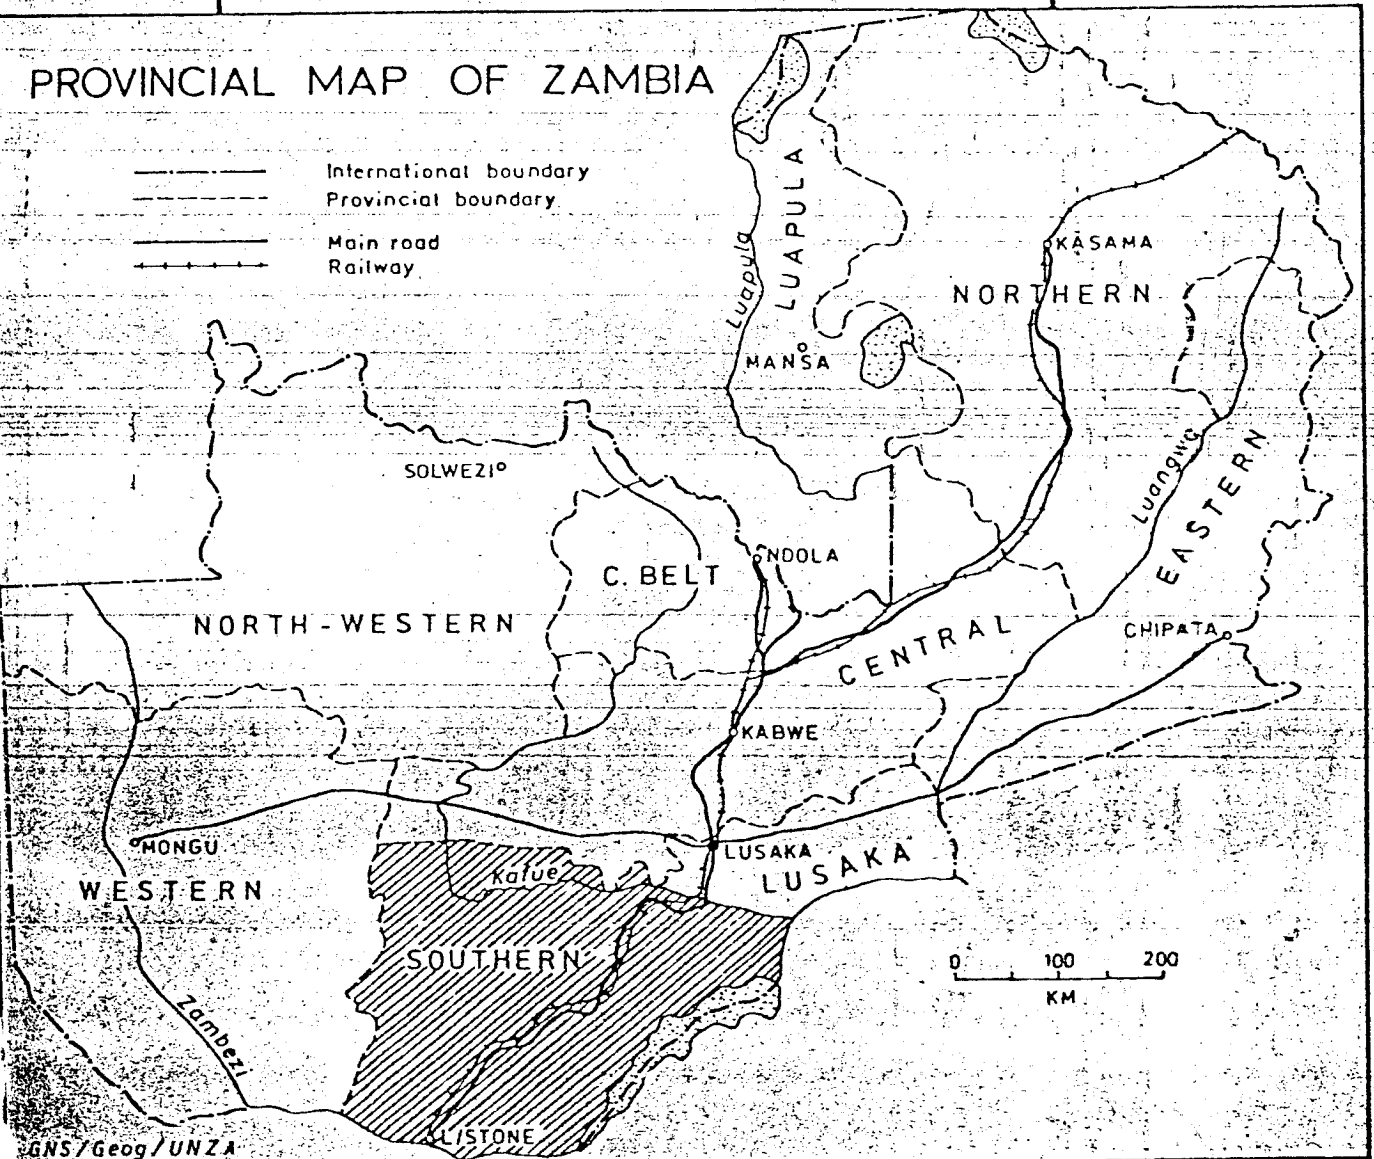 PROVINCIAL MAP OF ZAMBIA
International boundary
Provincial boundary
Main road
Railway
LUAPULA
Luapula
KASAMA
NORTHERN
MANSA
SOLWEZI
Luangwa
EASTERN
NDOLA
C. BELT
NORTH-WESTERN
CENTRAL
CHIPATA
KABWE
MONGU
LUSAKA
LUSAKA
WESTERN
Kafue
SOUTHERN
0 100 200
KM
Zambezi
L/STONE
GNS/Geog/UNZA